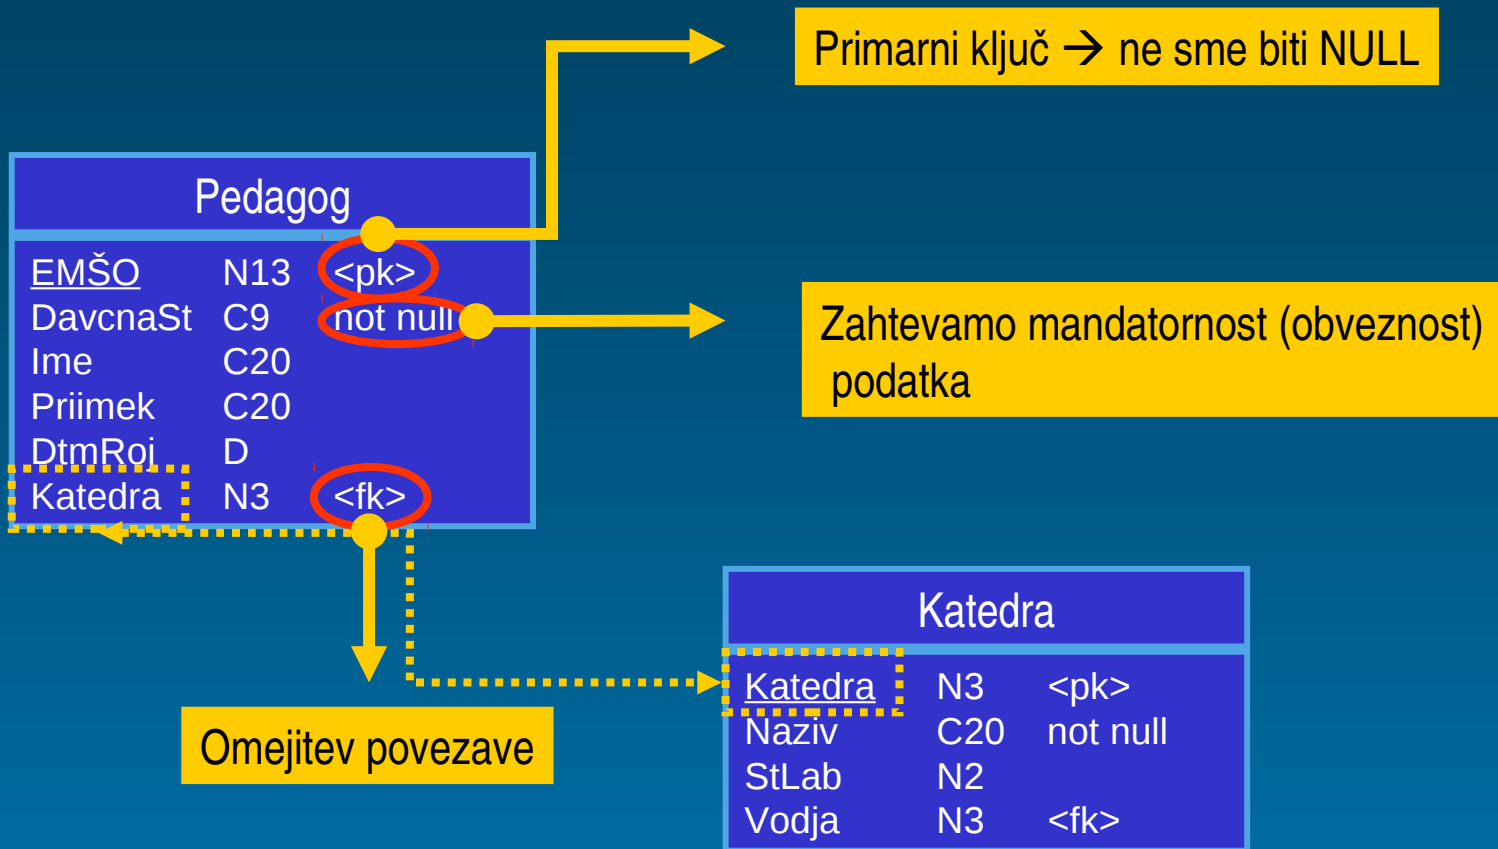 Primarni ključ → ne sme biti NULL
Pedagog
EMŠO N13 <pk>
DavcnaSt C9 not null
Ime C20
Priimek C20
DtmRoj D
Katedra N3 <fk>
Zahtevamo mandatornost (obveznost)
podatka
Omejitev povezave
Katedra
Katedra N3 <pk>
Naziv C20 not null
StLab N2
Vodja N3 <fk>